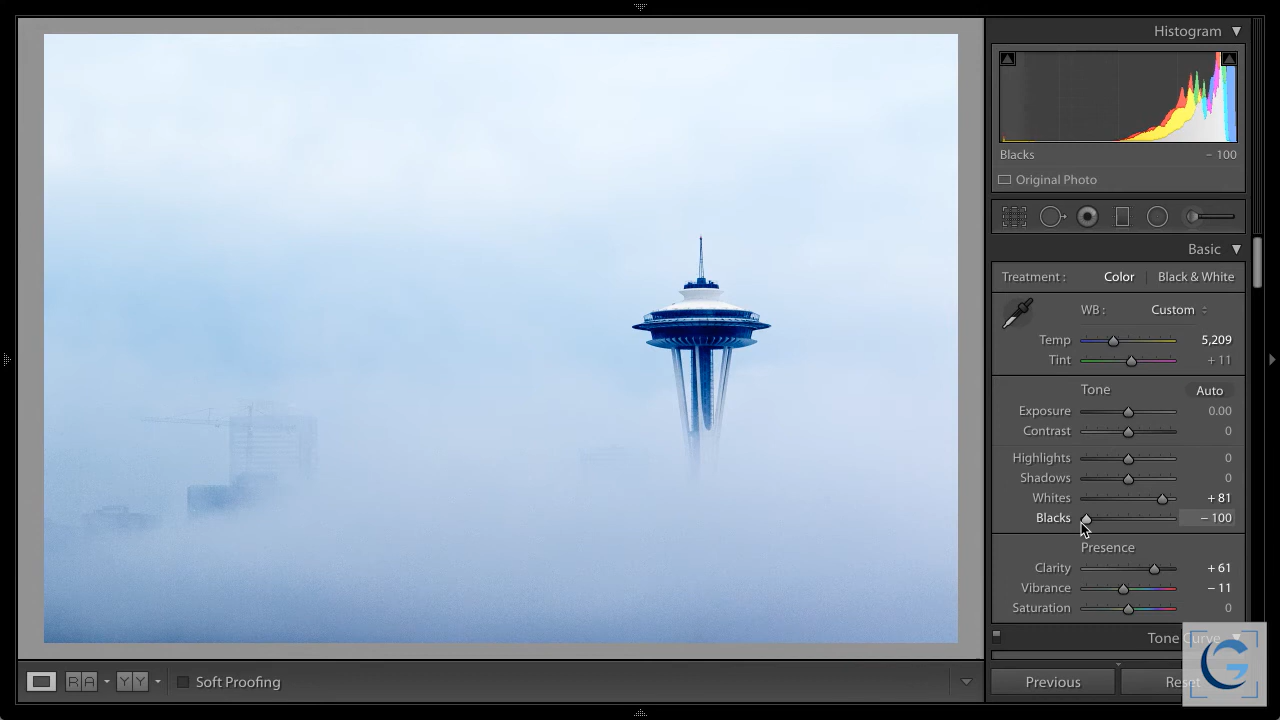 Histogram
Blacks – 100
Original Photo
Basic
Treatment : Color Black & White
WB : Custom
Temp 5,209
Tint + 11
Tone Auto
Exposure 0.00
Contrast 0
Highlights 0
Shadows 0
Whites + 81
Blacks – 100
Presence
Clarity + 61
Vibrance – 11
Saturation 0
Tone Curve
R A Y Y Soft Proofing Previous Reset
G